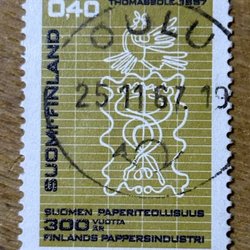 THOMASBÖLE.1667
0,40
OULU
25.11.67.19
SUOMI-FINLAND
SUOMEN PAPERITEOLLISUUS
300 VUOTTA
ÅR
FINLANDS PAPPERSINDUSTRI